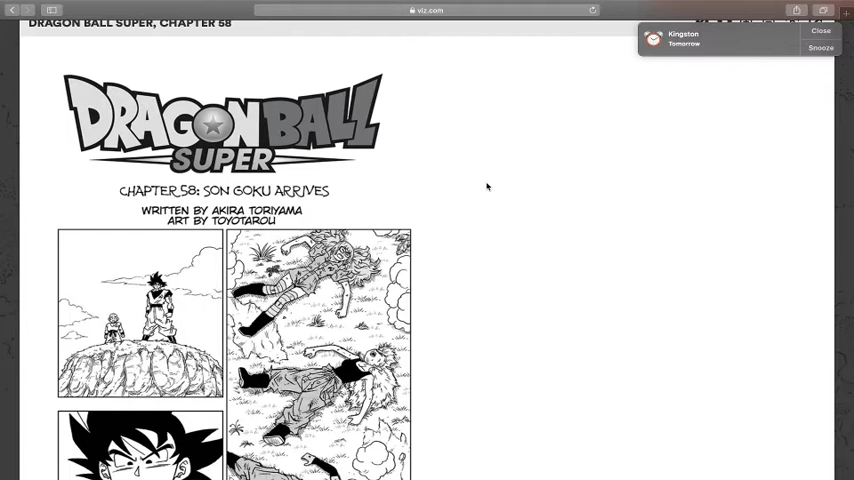 viz.com
DRAGON BALL SUPER, CHAPTER 58
Kingston
Tomorrow
Close
Snooze
DRAGON BALL
SUPER
CHAPTER 58: SON GOKU ARRIVES
WRITTEN BY AKIRA TORIYAMA
ART BY TOYOTAROU